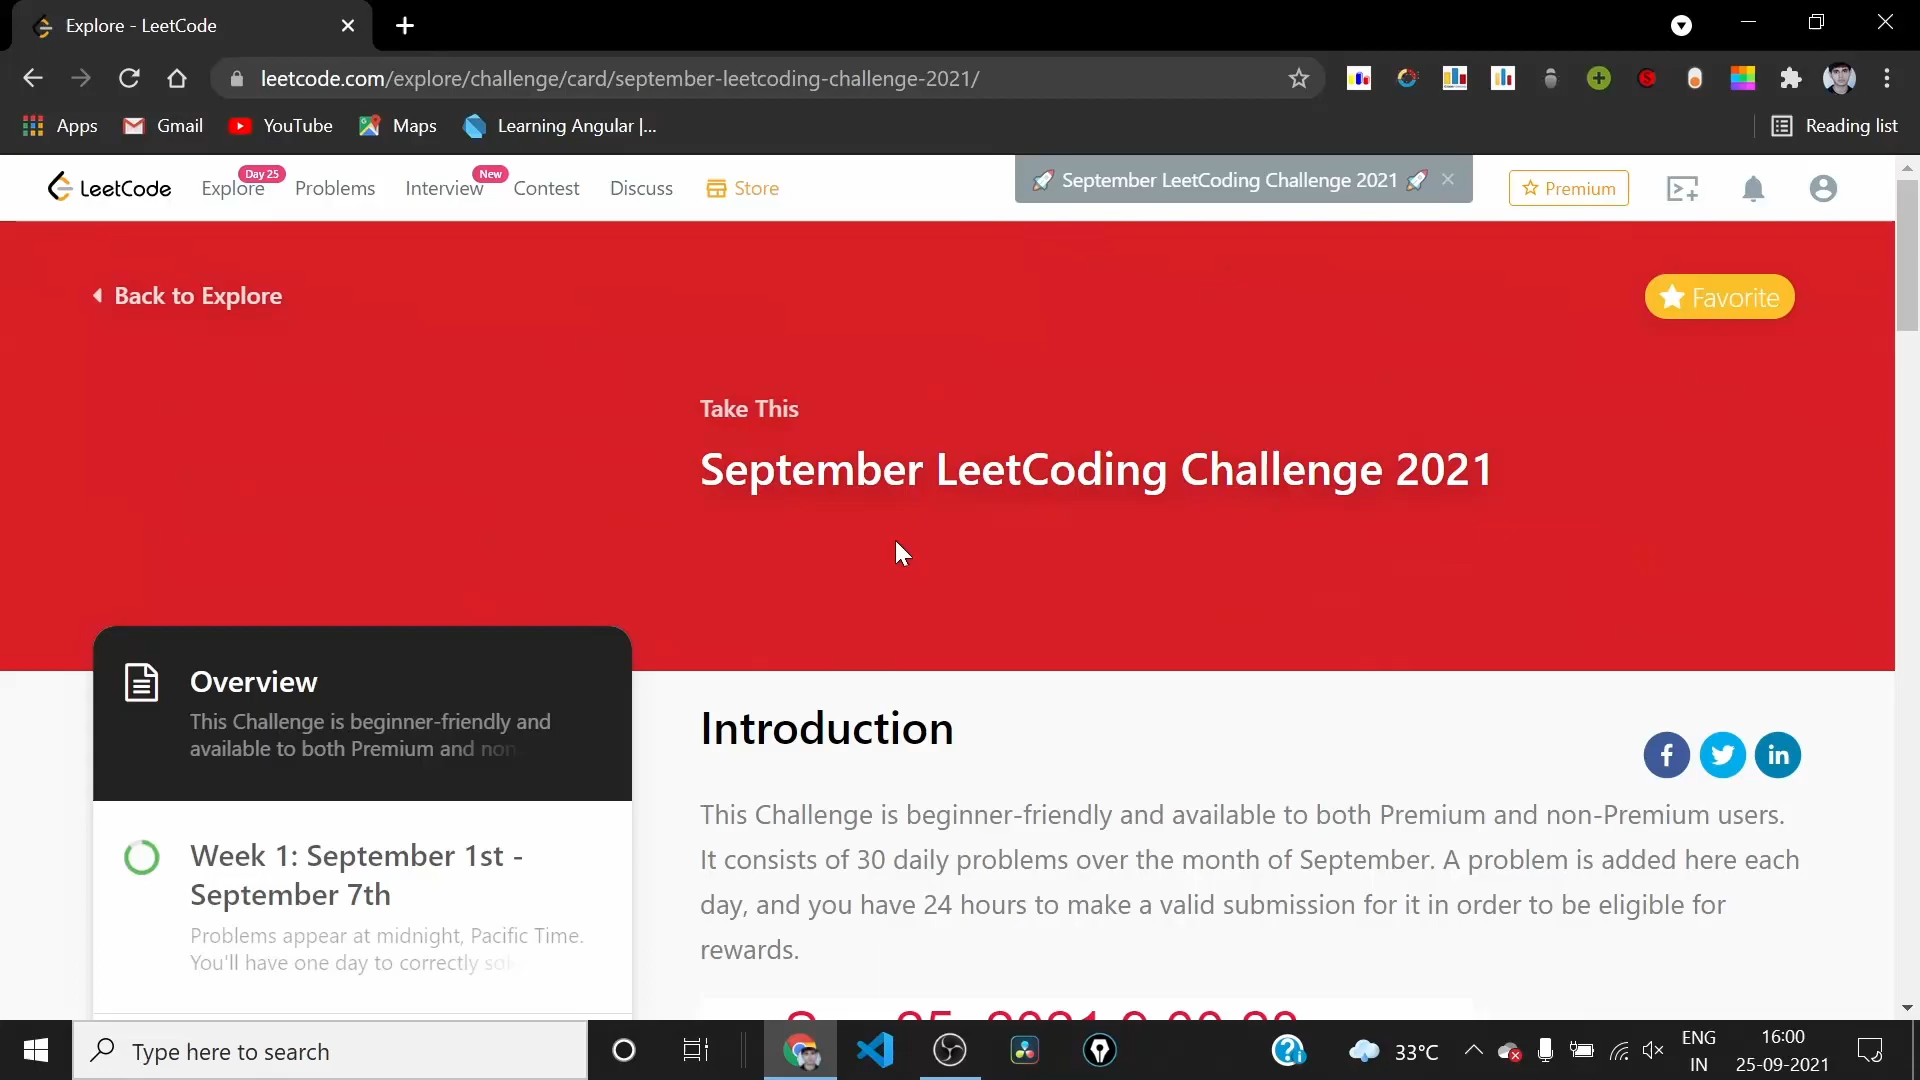 Explore - LeetCode
leetcode.com/explore/challenge/card/september-leetcoding-challenge-2021/
Apps
Gmail
YouTube
Maps
Learning Angular |...
Reading list
LeetCode
Explore
Day 25
Problems
Interview
New
Contest
Discuss
Store
🚀 September LeetCoding Challenge 2021 🚀
Premium
Back to Explore
Favorite
Take This
September LeetCoding Challenge 2021
Overview
This Challenge is beginner-friendly and
available to both Premium and non
Week 1: September 1st -
September 7th
Problems appear at midnight, Pacific Time.
You'll have one day to correctly
Introduction
This Challenge is beginner-friendly and available to both Premium and non-Premium users.
It consists of 30 daily problems over the month of September. A problem is added here each
day, and you have 24 hours to make a valid submission for it in order to be eligible for
rewards.
Type here to search
33°C
ENG
IN
16:00
25-09-2021